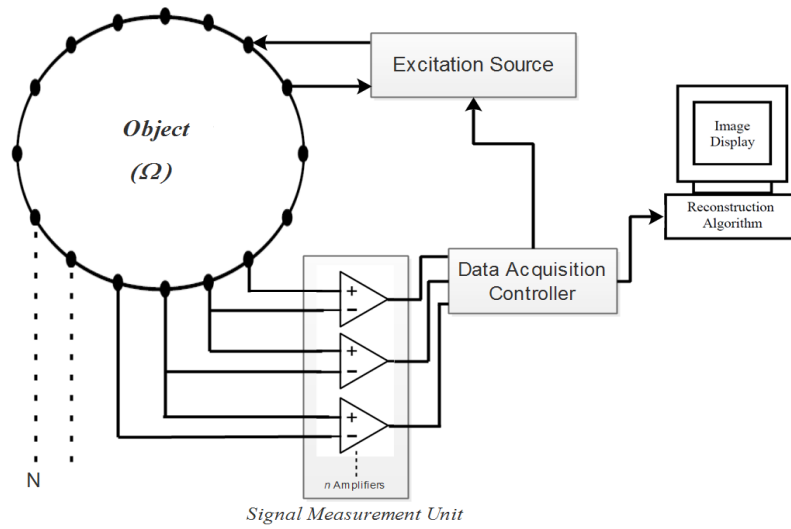 Excitation Source
Object
(Ω)
Image
Display
Reconstruction
Algorithm
Data Acquisition
Controller
+
−
+
−
+
−
N
n Amplifiers
Signal Measurement Unit